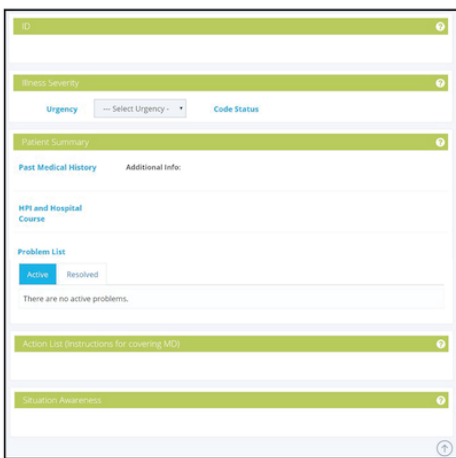 ID
Illness Severity
Urgency --- Select Urgency - Code Status
Patient Summary
Past Medical History Additional Info:
HPI and Hospital
Course
Problem List
Active Resolved
There are no active problems.
Action List (Instructions for covering MD)
Situation Awareness